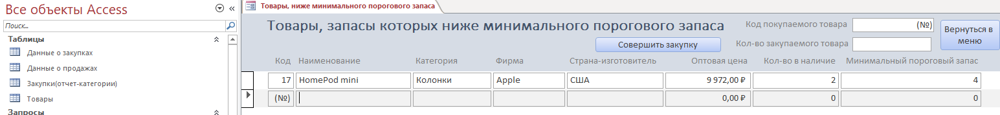 Все объекты Access
Поиск...
Таблицы
Данные о закупках
Данные о продажах
Закупки(отчет-категории)
Товары
Запросы
Товары, ниже минимального порогового запаса
Товары, запасы которых ниже минимального порогового запаса
Код покупаемого товара (№)
Вернуться в меню
Совершить закупку
Кол-во закупаемого товара
Код Наименование Категория Фирма Страна-изготовитель Оптовая цена Кол-во в наличие Минимальный пороговый запас
17 HomePod mini Колонки Apple США 9 972,00 ₽ 2 4
(№) 0,00 ₽ 0 0